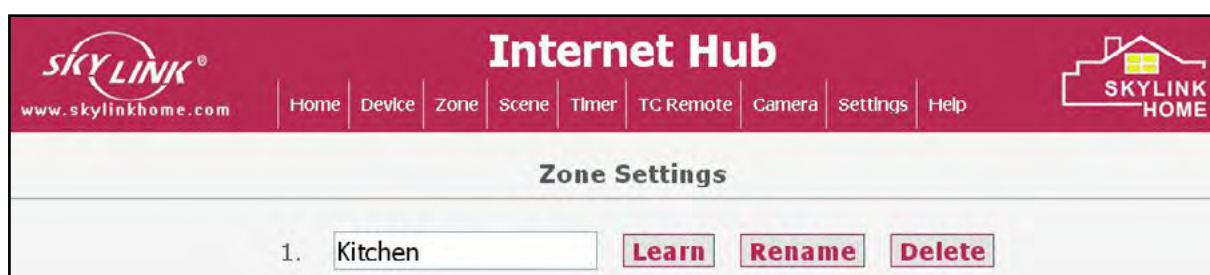 SKYLINK®
www.skylinkhome.com
Internet Hub
Home Device Zone Scene Timer TC Remote Camera Settings Help
SKYLINK
HOME
Zone Settings
1. Kitchen Learn Rename Delete